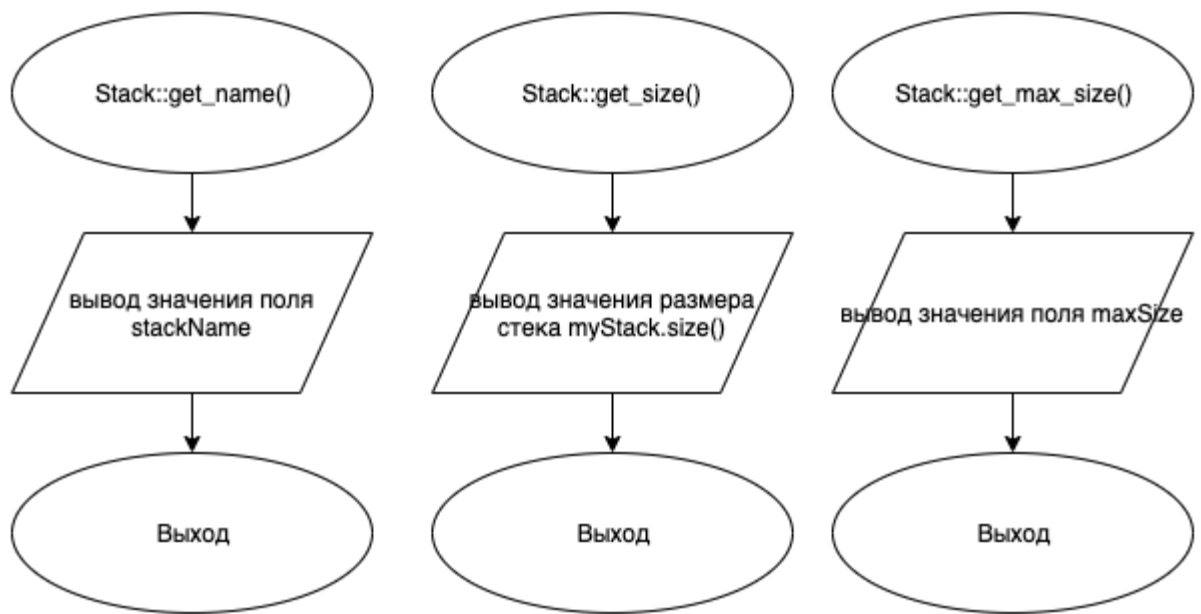 Stack::get_name()
Stack::get_size()
Stack::get_max_size()
вывод значения поля
stackName
вывод значения размера
стека myStack.size()
вывод значения поля maxSize
Выход
Выход
Выход